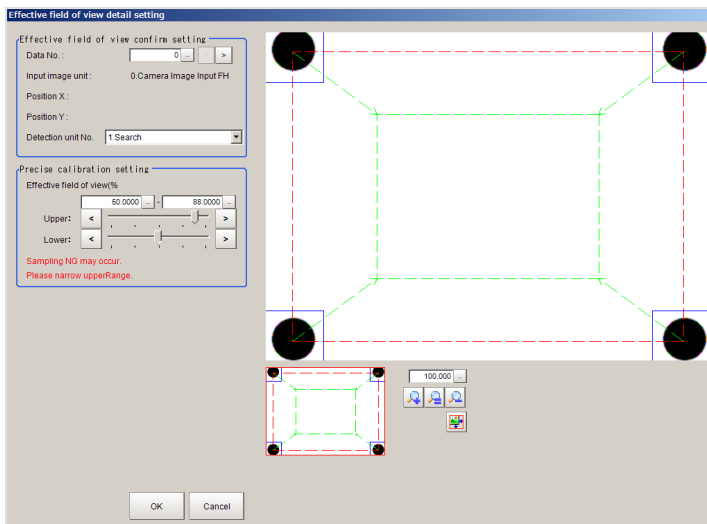 Effective field of view detail setting
Effective field of view confirm setting
Data No. : 0 ... >
Input image unit : 0.Camera Image Input FH
Position X :
Position Y :
Detection unit No. 1.Search
Precise calibration setting
Effective field of view(%
50.0000 ... - 88.0000 ...
Upper: < >
Lower: < >
Sampling NG may occur.
Please narrow upperRange.
100.000 ...
OK Cancel